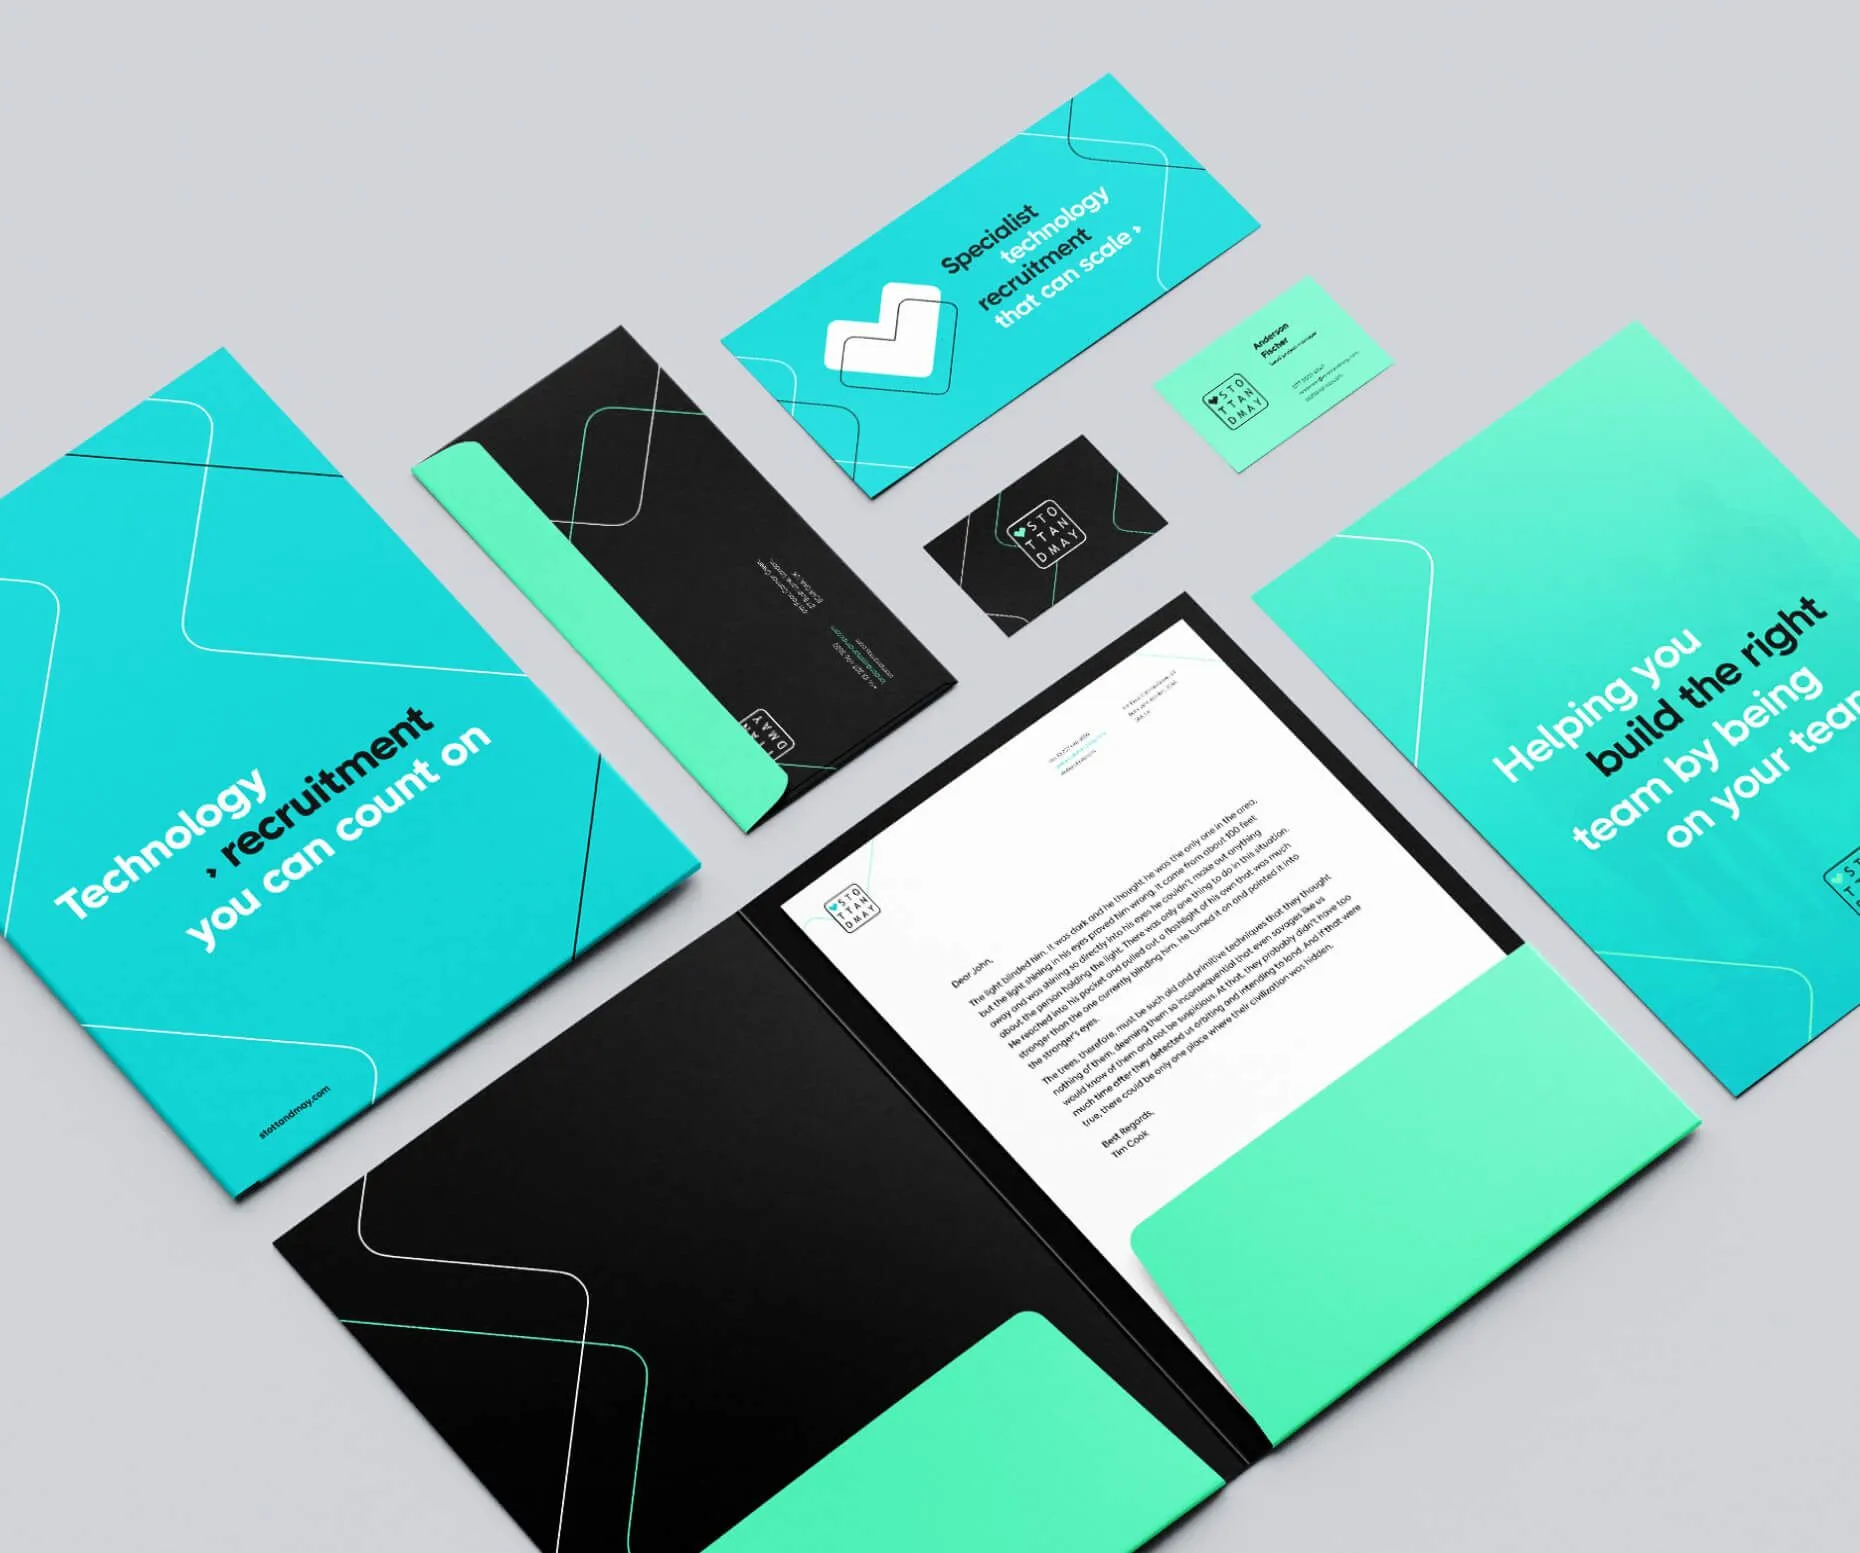 Specialist
technology
recruitment
that can scale ›
Anderson
Fischer
STO
TTAN
DMAY
STO
TTAN
DMAY
Technology
› recruitment
you can count on
stottandmay.com
TTAN
DMAY
Helping you
build the right
team by being
on your team
STO
TTAN
DMAY
Dear John,
The light blinded him. It was dark and he thought he was the only one in the area,
but the light shining in his eyes proved him wrong. It came from about 100 feet
away and was shining so directly into his eyes he couldn't make out anything
about the person holding the light. There was only one thing to do in this situation.
He reached into his pocket and pulled out a flashlight of his own that was much
stronger than the one currently blinding him. He turned it on and pointed it into
the stranger's eyes.
The trees, therefore, must be such old and primitive techniques that they thought
nothing of them, deeming them so inconsequential that even savages like us
would know of them and not be suspicious. At that, they probably didn't have too
much time after they detected us orbiting and intending to land. And if that were
true, there could be only one place where their civilization was hidden.
Best Regards,
Tim Cook